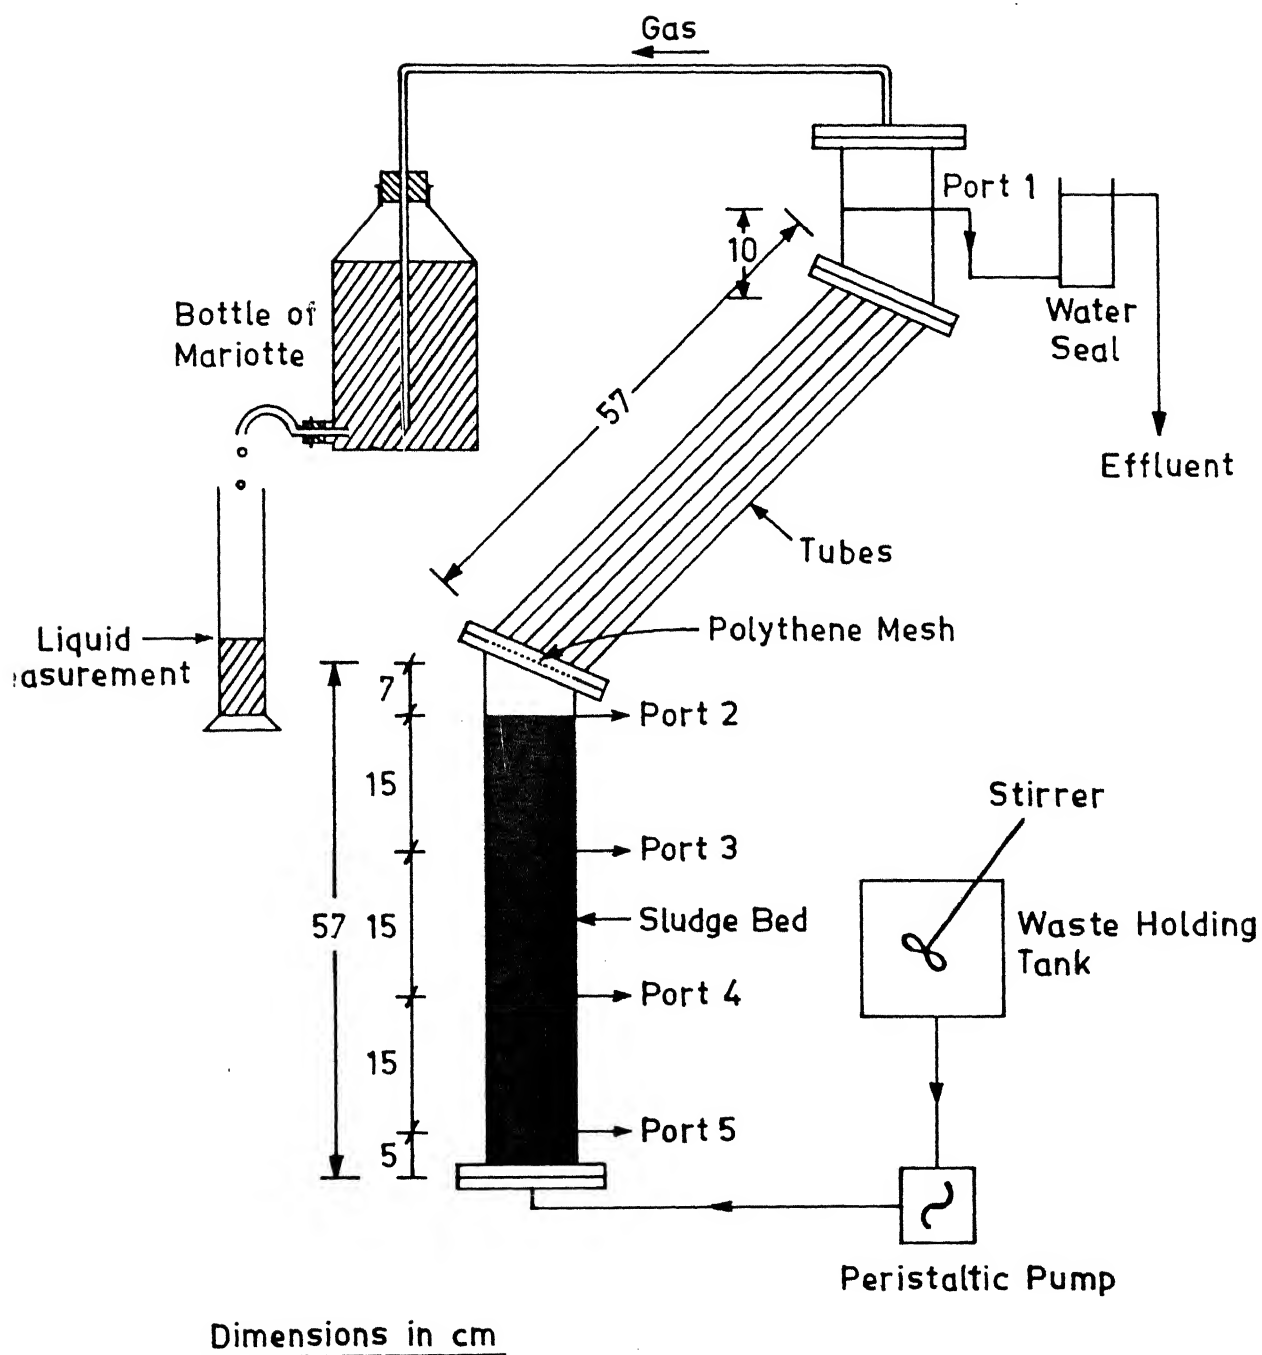 Gas
Port 1
10
Bottle of
Mariotte
Water
Seal
57
Effluent
Tubes
Polythene Mesh
Liquid
easurement
7
Port 2
15
Stirrer
Port 3
57
15
Sludge Bed
Waste Holding
Tank
Port 4
15
Port 5
5
Peristaltic Pump
Dimensions in cm